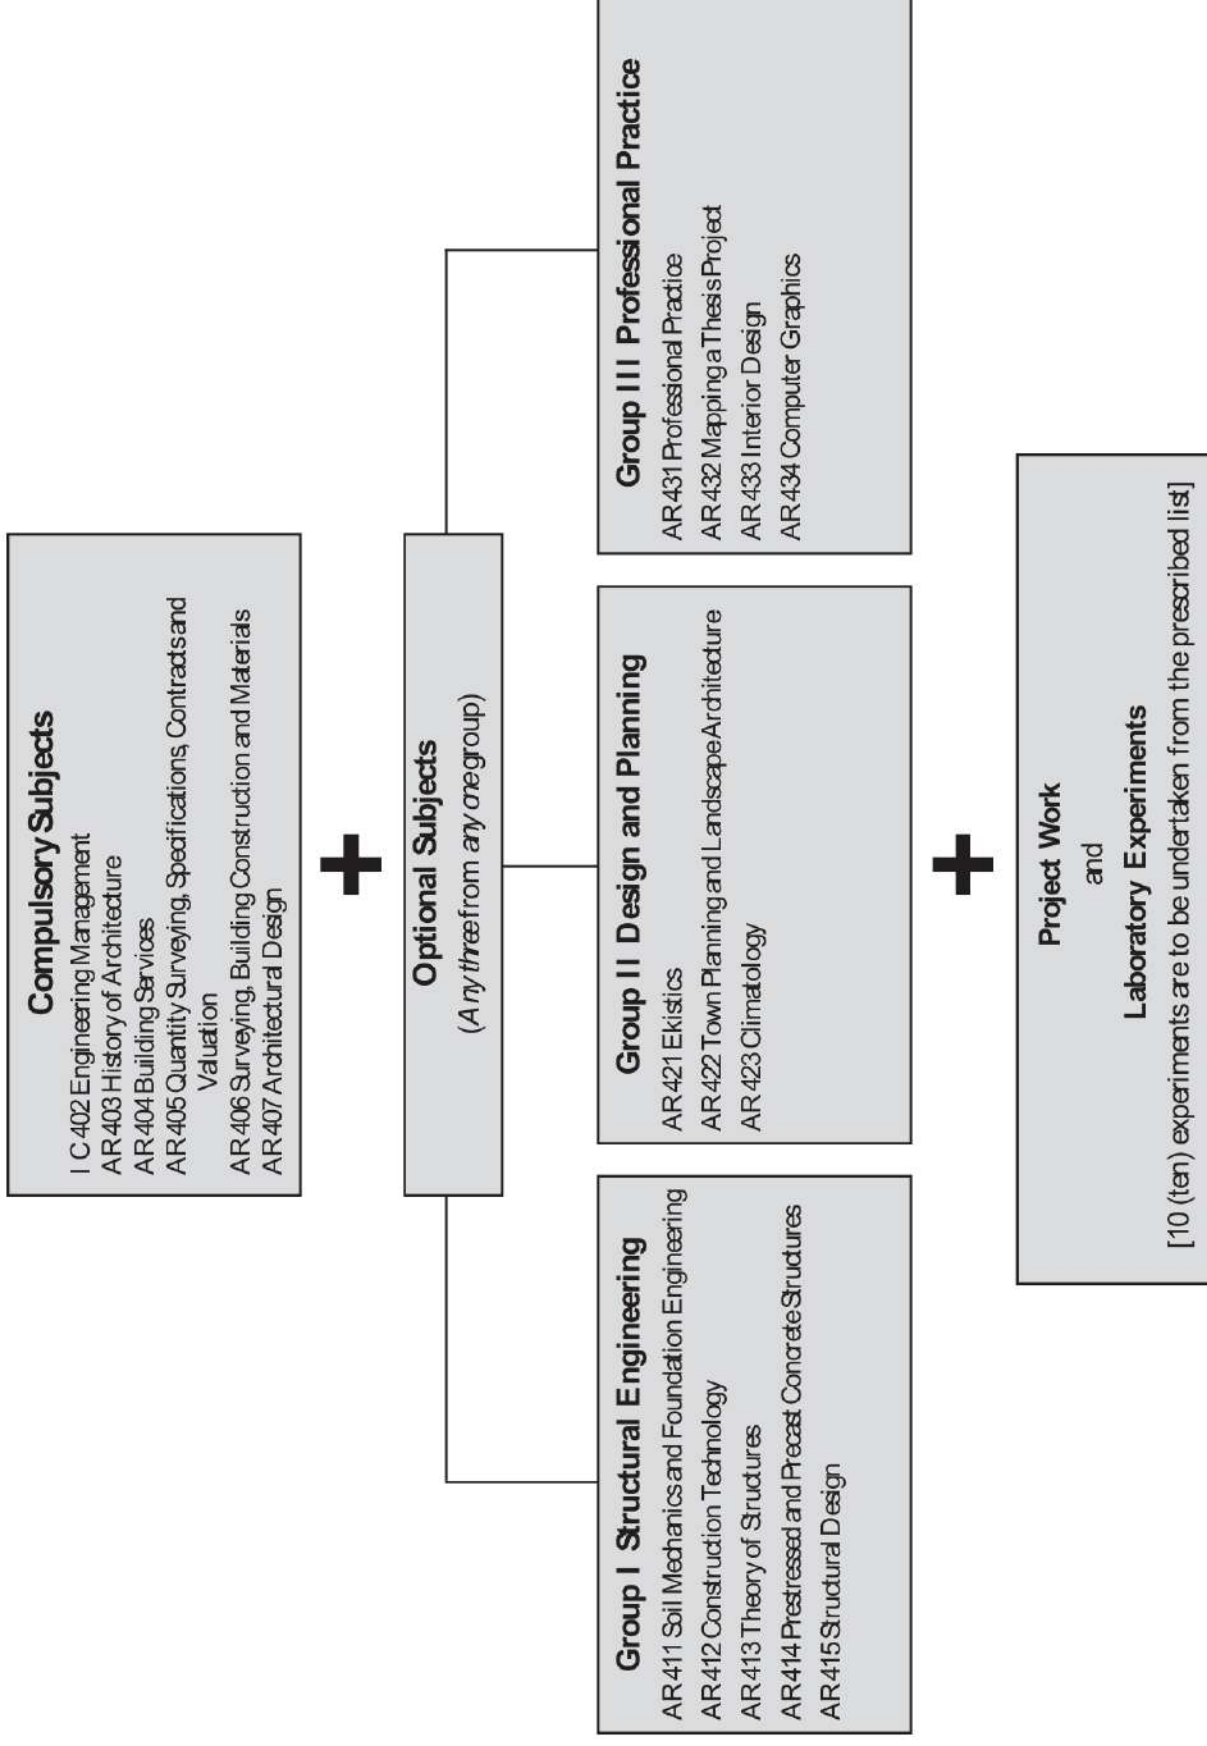 Compulsory Subjects
IC 402 Engineering Management
AR 403 History of Architecture
AR 404 Building Services
AR 405 Quantity Surveying, Specifications, Contracts and
Valuation
AR 406 Surveying, Building Construction and Materials
AR 407 Architectural Design
+
Optional Subjects
(Any three from any one group)
Group I Structural Engineering
AR 411 Soil Mechanics and Foundation Engineering
AR 412 Construction Technology
AR 413 Theory of Structures
AR 414 Prestressed and Precast Concrete Structures
AR 415 Structural Design
Group II Design and Planning
AR 421 Ekistics
AR 422 Town Planning and Landscape Architecture
AR 423 Climatology
Group III Professional Practice
AR 431 Professional Practice
AR 432 Mapping a Thesis Project
AR 433 Interior Design
AR 434 Computer Graphics
+
Project Work
and
Laboratory Experiments
[10 (ten) experiments are to be undertaken from the prescribed list]